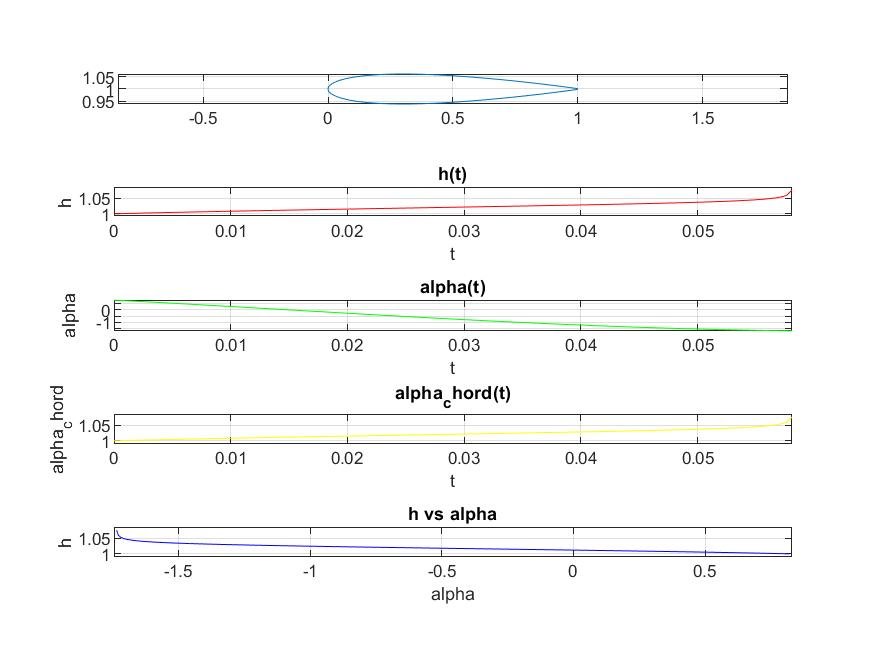 1.05
1
0.95
-0.5 0 0.5 1 1.5
h(t)
h
1.05
1
0 0.01 0.02 0.03 0.04 0.05
t
alpha(t)
alpha
0
-1
0 0.01 0.02 0.03 0.04 0.05
t
alpha_chord(t)
alpha_chord
1.05
1
0 0.01 0.02 0.03 0.04 0.05
t
h vs alpha
h
1.05
1
-1.5 -1 -0.5 0 0.5
alpha